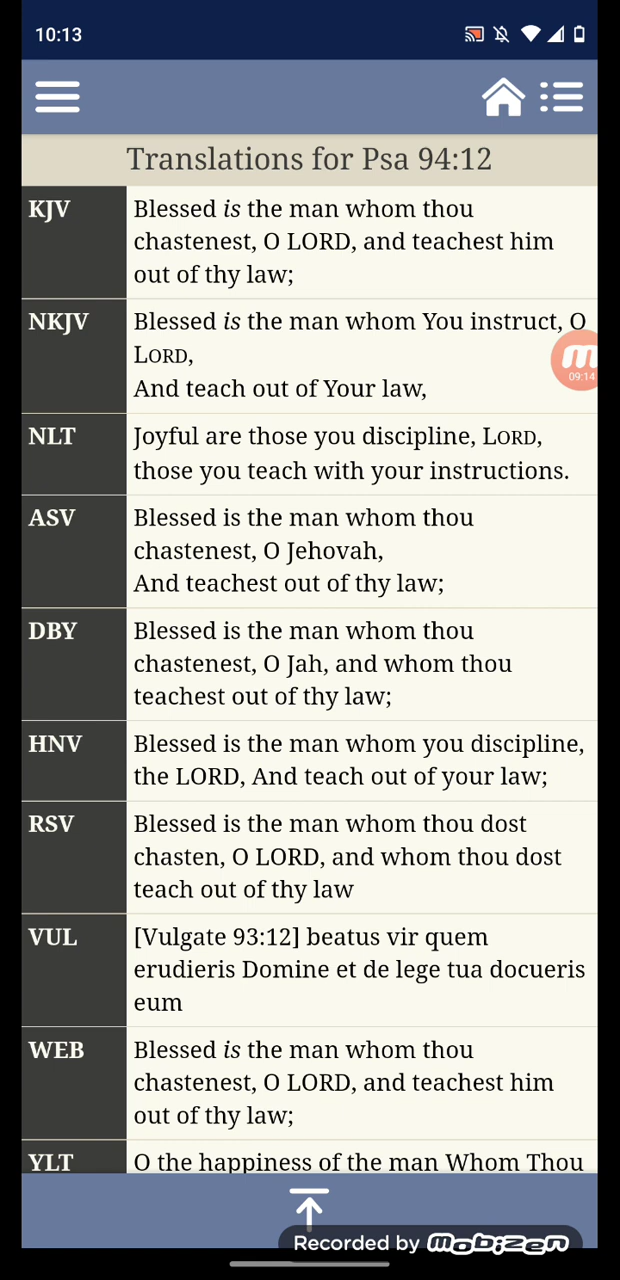 10:13
Translations for Psa 94:12
KJV
Blessed is the man whom thou
chastenest, O LORD, and teachest him
out of thy law;
NKJV
Blessed is the man whom You instruct, O
LORD,
And teach out of Your law,
09:14
NLT
Joyful are those you discipline, LORD,
those you teach with your instructions.
ASV
Blessed is the man whom thou
chastenest, O Jehovah,
And teachest out of thy law;
DBY
Blessed is the man whom thou
chastenest, O Jah, and whom thou
teachest out of thy law;
HNV
Blessed is the man whom you discipline,
the LORD, And teach out of your law;
RSV
Blessed is the man whom thou dost
chasten, O LORD, and whom thou dost
teach out of thy law
VUL
[Vulgate 93:12] beatus vir quem
erudieris Domine et de lege tua docueris
eum
WEB
Blessed is the man whom thou
chastenest, O LORD, and teachest him
out of thy law;
YLT
O the happiness of the man Whom Thou
Recorded by Mobizen